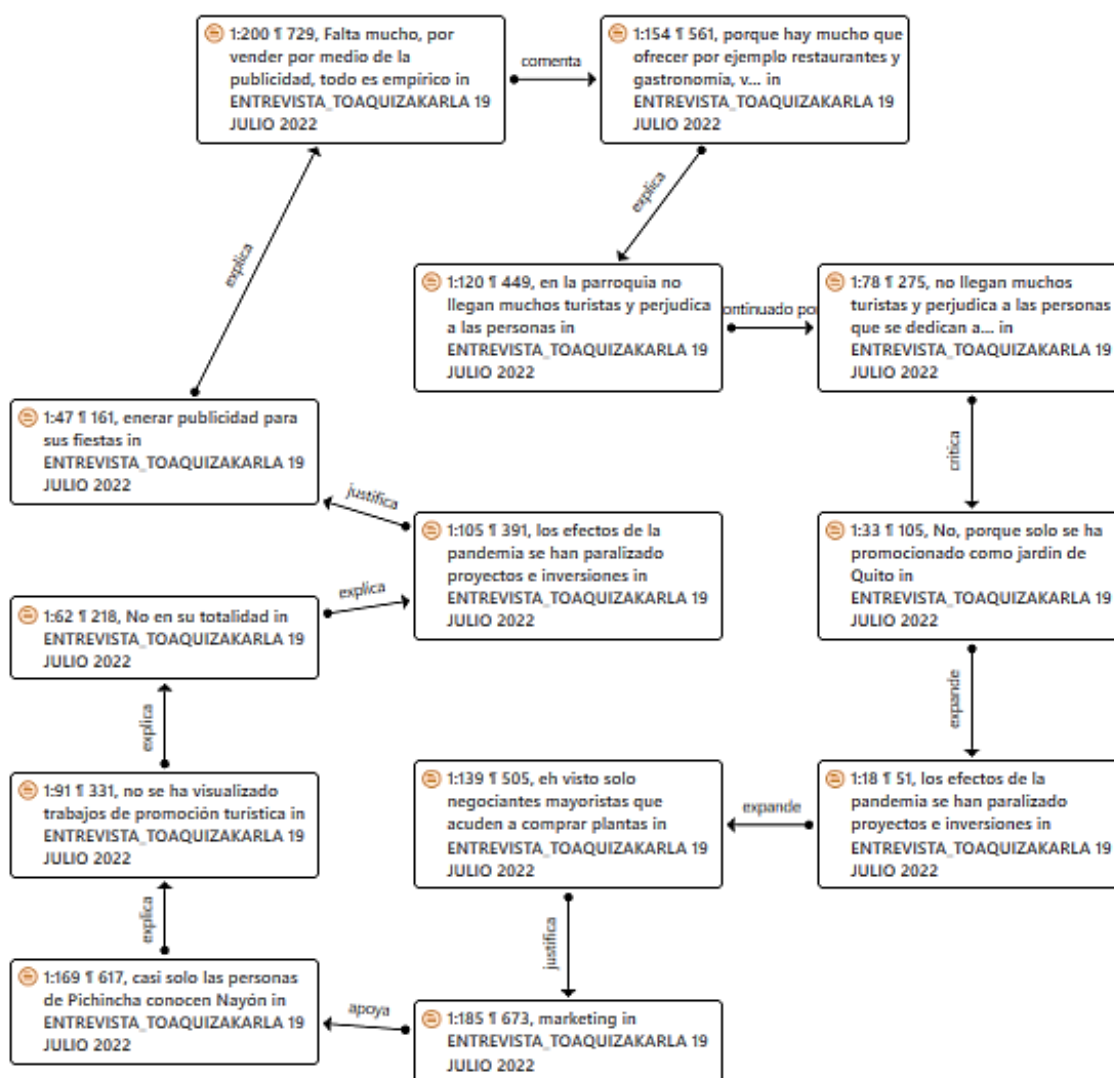 1:200 ¶ 729, Falta mucho, por
vender por medio de la
publicidad, todo es empírico in
ENTREVISTA_TOAQUIZAKARLA 19
JULIO 2022
comenta
1:154 ¶ 561, porque hay mucho que
ofrecer por ejemplo restaurantes y
gastronomía, v... in
ENTREVISTA_TOAQUIZAKARLA 19
JULIO 2022
explica
explica
1:120 ¶ 449, en la parroquia no
llegan muchos turistas y perjudica
a las personas in
ENTREVISTA_TOAQUIZAKARLA 19
JULIO 2022
ontinuado po
1:78 ¶ 275, no llegan muchos
turistas y perjudica a las personas
que se dedican a... in
ENTREVISTA_TOAQUIZAKARLA 19
JULIO 2022
1:47 ¶ 161, enerar publicidad para
sus fiestas in
ENTREVISTA_TOAQUIZAKARLA 19
JULIO 2022
critica
justifica
1:105 ¶ 391, los efectos de la
pandemia se han paralizado
proyectos e inversiones in
ENTREVISTA_TOAQUIZAKARLA 19
JULIO 2022
1:33 ¶ 105, No, porque solo se ha
promocionado como jardín de
Quito in
ENTREVISTA_TOAQUIZAKARLA 19
JULIO 2022
explica
1:62 ¶ 218, No en su totalidad in
ENTREVISTA_TOAQUIZAKARLA 19
JULIO 2022
expande
explica
1:91 ¶ 331, no se ha visualizado
trabajos de promoción turística in
ENTREVISTA_TOAQUIZAKARLA 19
JULIO 2022
1:139 ¶ 505, eh visto solo
negociantes mayoristas que
acuden a comprar plantas in
ENTREVISTA_TOAQUIZAKARLA 19
JULIO 2022
expande
1:18 ¶ 51, los efectos de la
pandemia se han paralizado
proyectos e inversiones in
ENTREVISTA_TOAQUIZAKARLA 19
JULIO 2022
explica
justifica
1:169 ¶ 617, casi solo las personas
de Pichincha conocen Nayón in
ENTREVISTA_TOAQUIZAKARLA 19
JULIO 2022
apoya
1:185 ¶ 673, marketing in
ENTREVISTA_TOAQUIZAKARLA 19
JULIO 2022